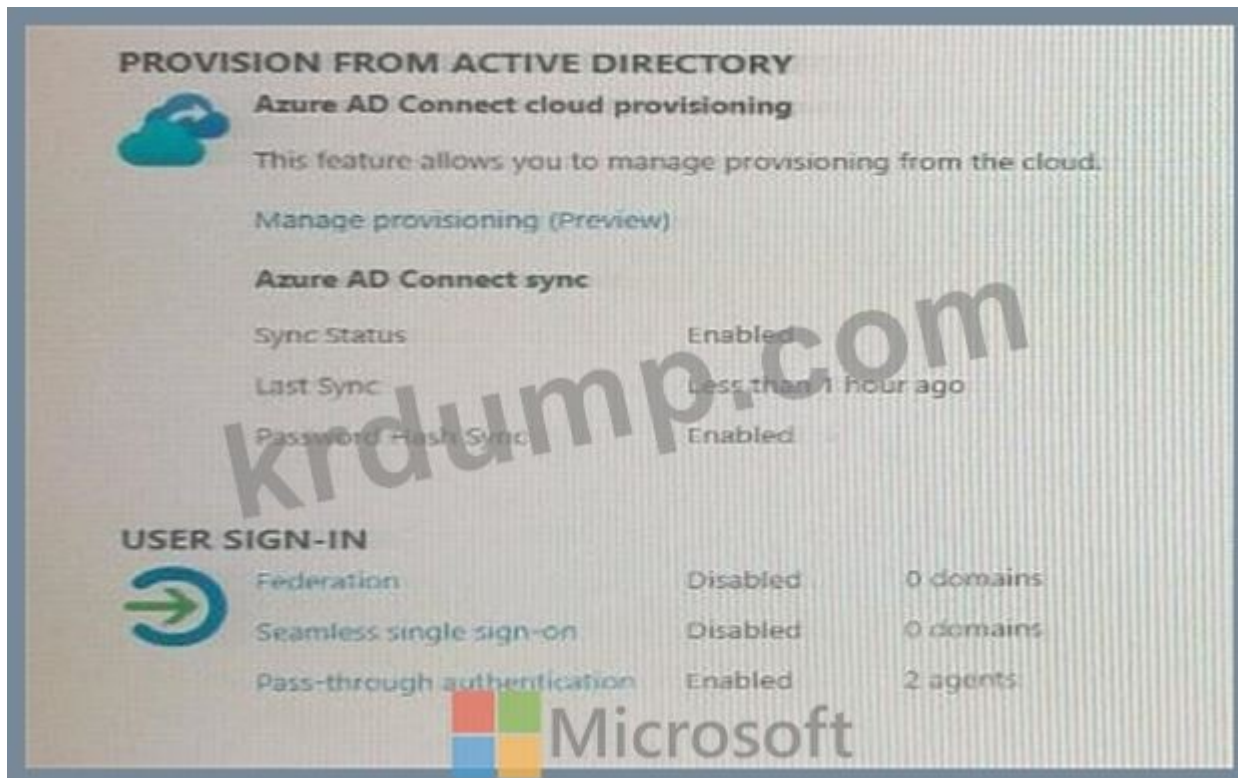 PROVISION FROM ACTIVE DIRECTORY
Azure AD Connect cloud provisioning
This feature allows you to manage provisioning from the cloud.
Manage provisioning (Preview)
Azure AD Connect sync
Sync Status Enabled
Last Sync Less than 1 hour ago
Password Hash Sync Enabled
krdump.com
USER SIGN-IN
Federation Disabled 0 domains
Seamless single sign-on Disabled 0 domains
Pass-through authentication Enabled 2 agents
Microsoft